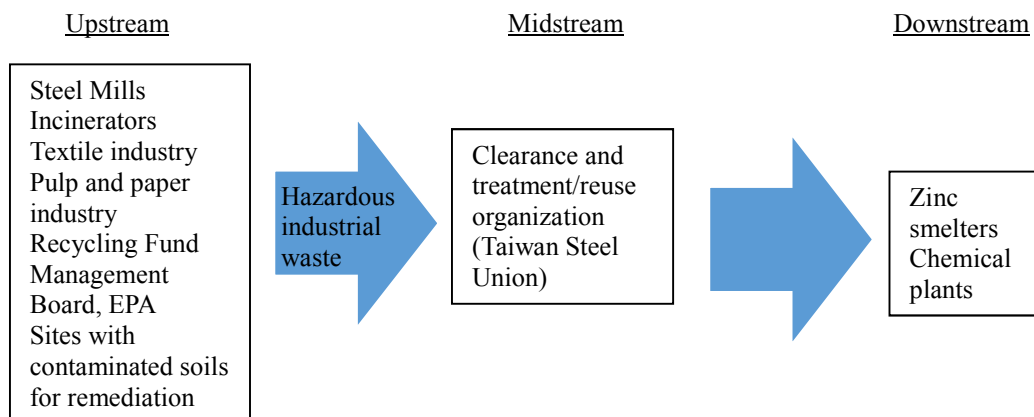 Upstream
Midstream
Downstream
Steel Mills
Incinerators
Textile industry
Pulp and paper
industry
Recycling Fund
Management
Board, EPA
Sites with
contaminated soils
for remediation
Hazardous
industrial
waste
Clearance and
treatment/reuse
organization
(Taiwan Steel
Union)
Zinc
smelters
Chemical
plants